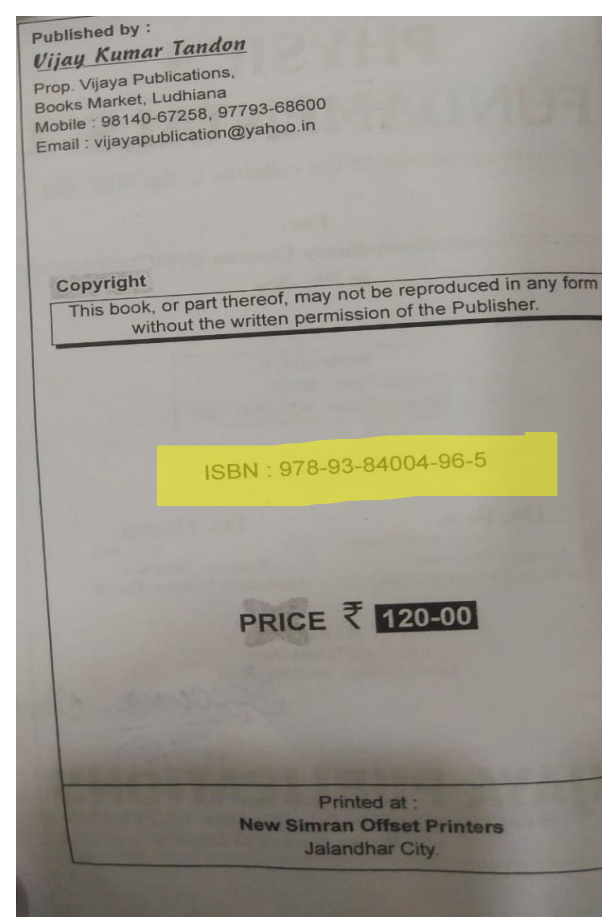 Published by :
Vijay Kumar Tandon
Prop. Vijaya Publications,
Books Market, Ludhiana
Mobile : 98140-67258, 97793-68600
Email : vijayapublication@yahoo.in
Copyright
This book, or part thereof, may not be reproduced in any form
without the written permission of the Publisher.
ISBN : 978-93-84004-96-5
PRICE ₹ 120-00
Printed at :
New Simran Offset Printers
Jalandhar City.